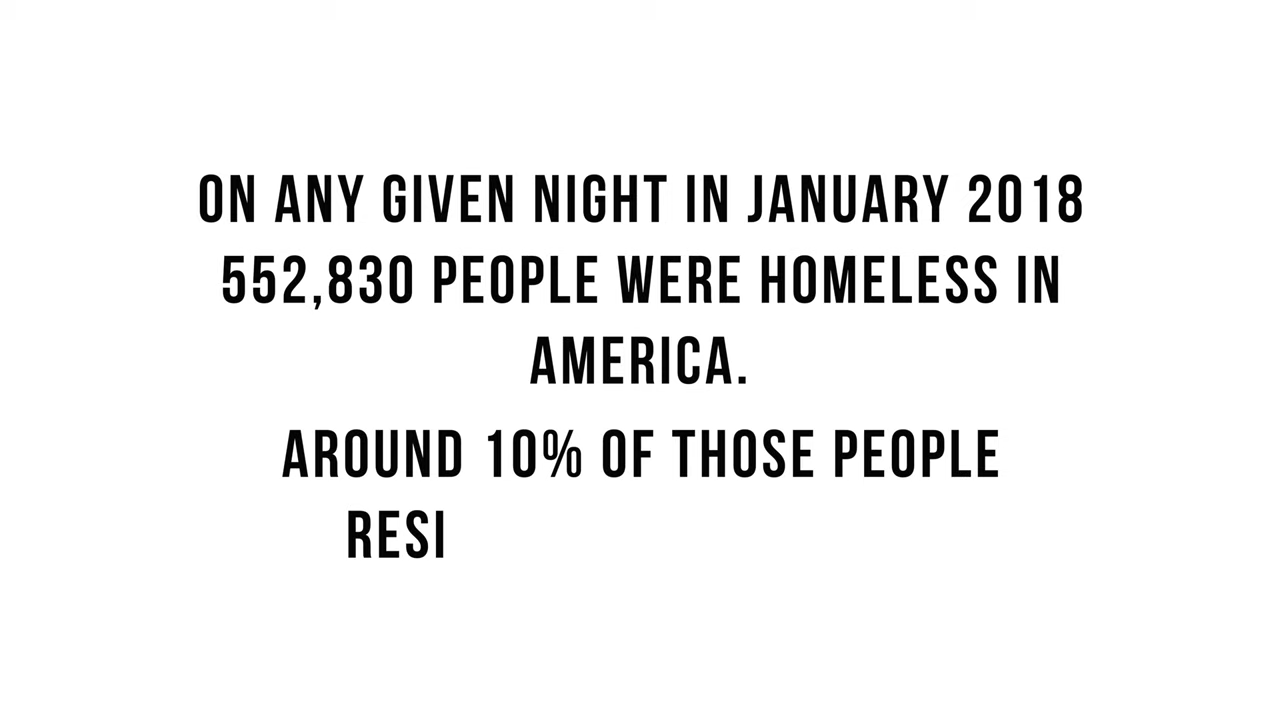 ON ANY GIVEN NIGHT IN JANUARY 2018
552,830 PEOPLE WERE HOMELESS IN
AMERICA.
AROUND 10% OF THOSE PEOPLE
RESI